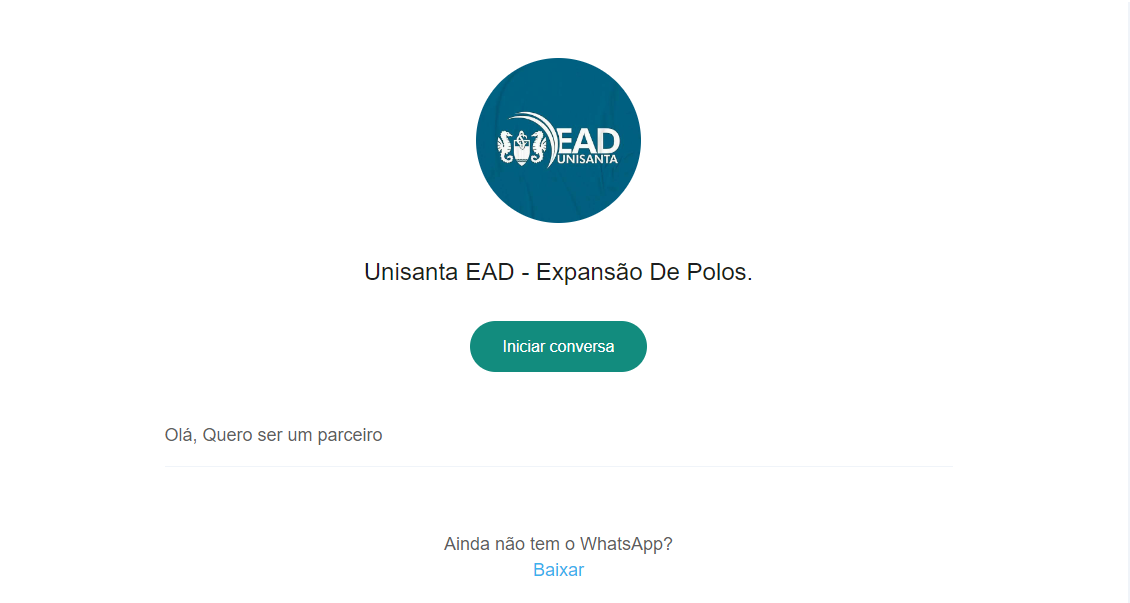 EAD
UNISANTA
Unisanta EAD - Expansão De Polos.
Iniciar conversa
Olá, Quero ser um parceiro
Ainda não tem o WhatsApp?
Baixar